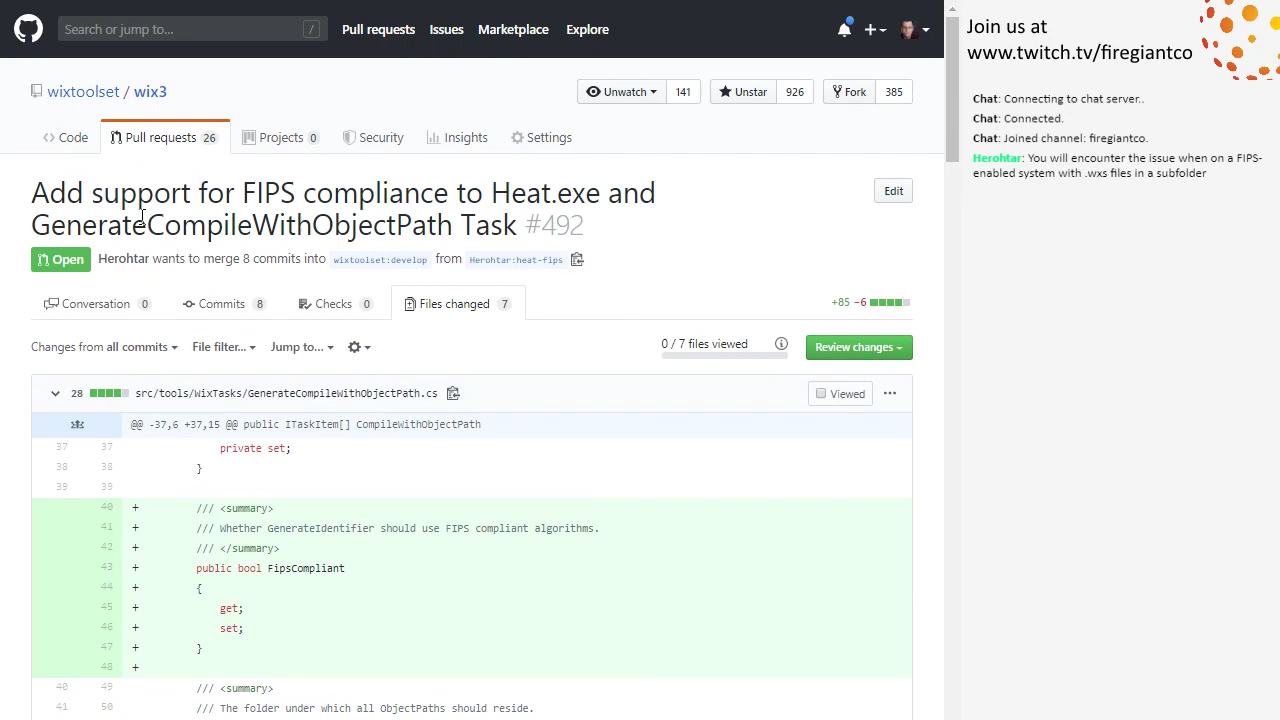 Search or jump to... /
Pull requests Issues Marketplace Explore
Join us at
www.twitch.tv/firegiantco
Chat: Connecting to chat server..
Chat: Connected.
Chat: Joined channel: firegiantco.
Herohtar: You will encounter the issue when on a FIPS-
enabled system with .wxs files in a subfolder
wixtoolset / wix3
Unwatch 141 Unstar 926 Fork 385
Code Pull requests 26 Projects 0 Security Insights Settings
Add support for FIPS compliance to Heat.exe and
GenerateCompileWithObjectPath Task #492
Edit
Open Herohtar wants to merge 8 commits into wixtoolset:develop from Herohtar:heat-fips
Conversation 0 Commits 8 Checks 0 Files changed 7 +85 −6
Changes from all commits File filter... Jump to... 0 / 7 files viewed Review changes
28 src/tools/WixTasks/GenerateCompileWithObjectPath.cs Viewed
@@ -37,6 +37,15 @@ public ITaskItem[] CompileWithObjectPath
37 37 private set;
38 38 }
39 39
40 + /// <summary>
41 + /// Whether GenerateIdentifier should use FIPS compliant algorithms.
42 + /// </summary>
43 + public bool FipsCompliant
44 + {
45 + get;
46 + set;
47 + }
48 +
40 49 /// <summary>
41 50 /// The folder under which all ObjectPaths should reside.